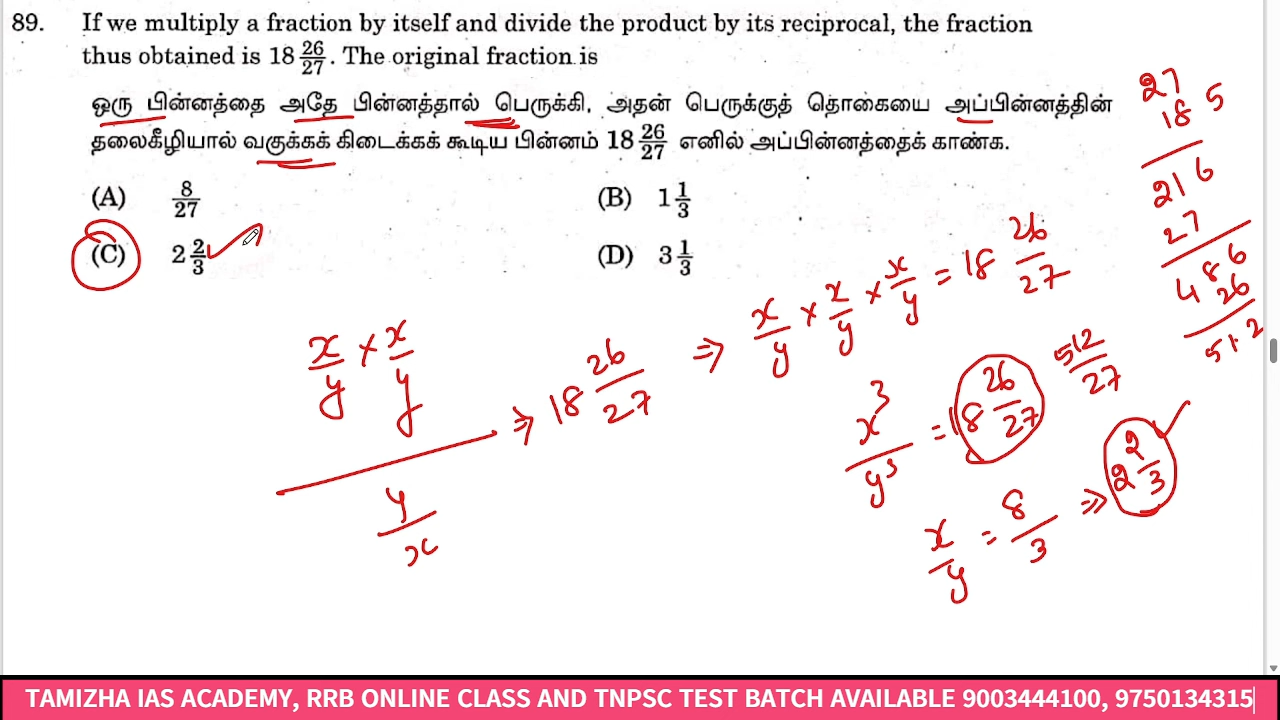 89. If we multiply a fraction by itself and divide the product by its reciprocal, the fraction
thus obtained is 18 26/27. The original fraction is
ஒரு பின்னத்தை அதே பின்னத்தால் பெருக்கி, அதன் பெருக்குத் தொகையை அப்பின்னத்தின்
தலைகீழியால் வகுக்கக் கிடைக்கக் கூடிய பின்னம் 18 26/27 எனில் அப்பின்னத்தைக் காண்க.
(A) 8/27 (B) 1 1/3
(C) 2 2/3 (D) 3 1/3
x/y × x/y
y/x
⇒ 18 26/27
⇒ x/y × x/y × x/y = 18 26/27
x³/y³ = 18 26/27 512/27
x/y = 8/3 ⇒ 2 2/3
27
18 5
216
27
486
26
512
TAMIZHA IAS ACADEMY, RRB ONLINE CLASS AND TNPSC TEST BATCH AVAILABLE 9003444100, 9750134315